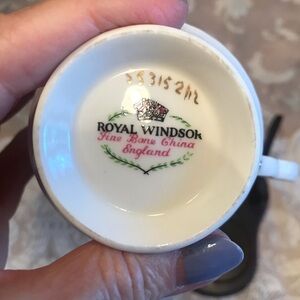 ROYAL WINDSOR
Fine Bone China
England